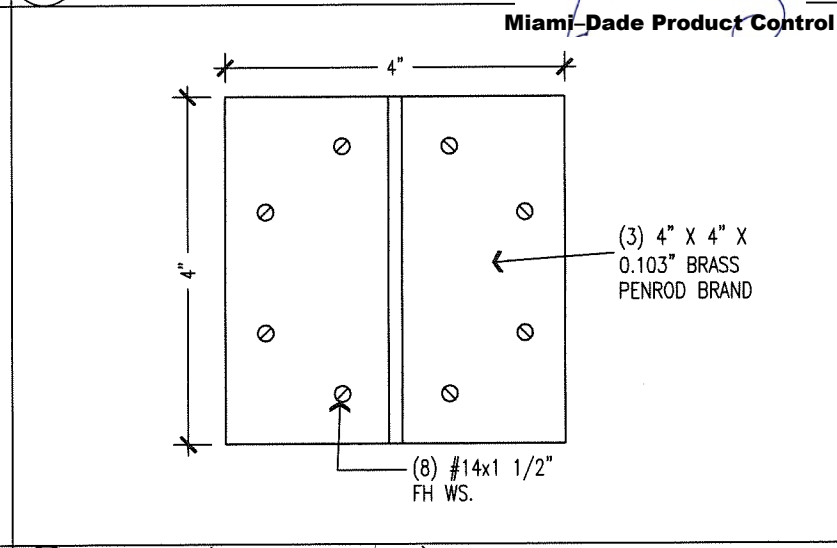 Miami–Dade Product Control
4"
4"
(3) 4" X 4" X
0.103" BRASS
PENROD BRAND
(8) #14x1 1/2"
FH WS.